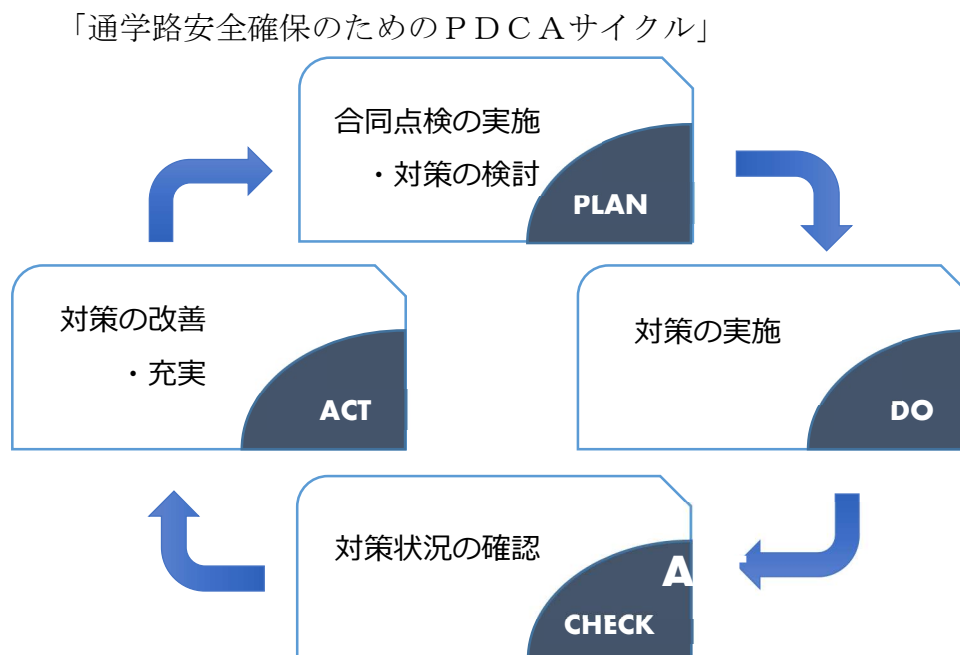 「通学路安全確保のためのＰＤＣＡサイクル」
合同点検の実施
・対策の検討
PLAN
対策の改善
・充実
ACT
対策の実施
DO
対策状況の確認
A
CHECK